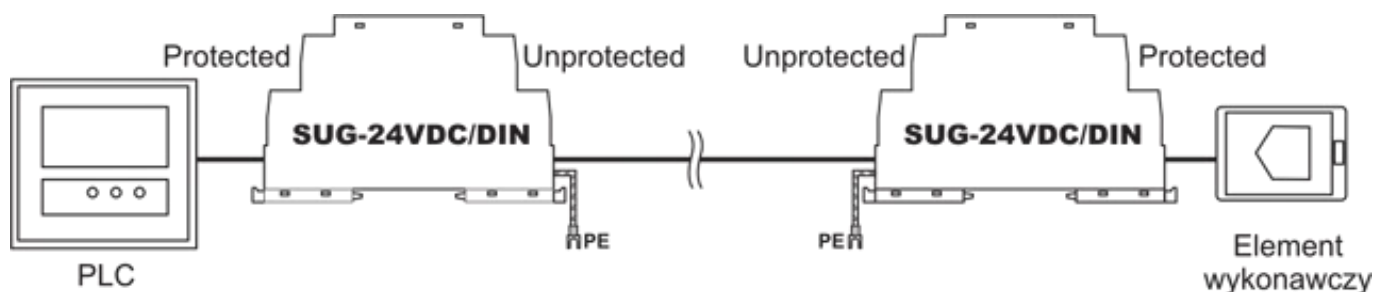 Protected
Unprotected
Unprotected
Protected
SUG-24VDC/DIN
SUG-24VDC/DIN
PE
PE
PLC
Element
wykonawczy